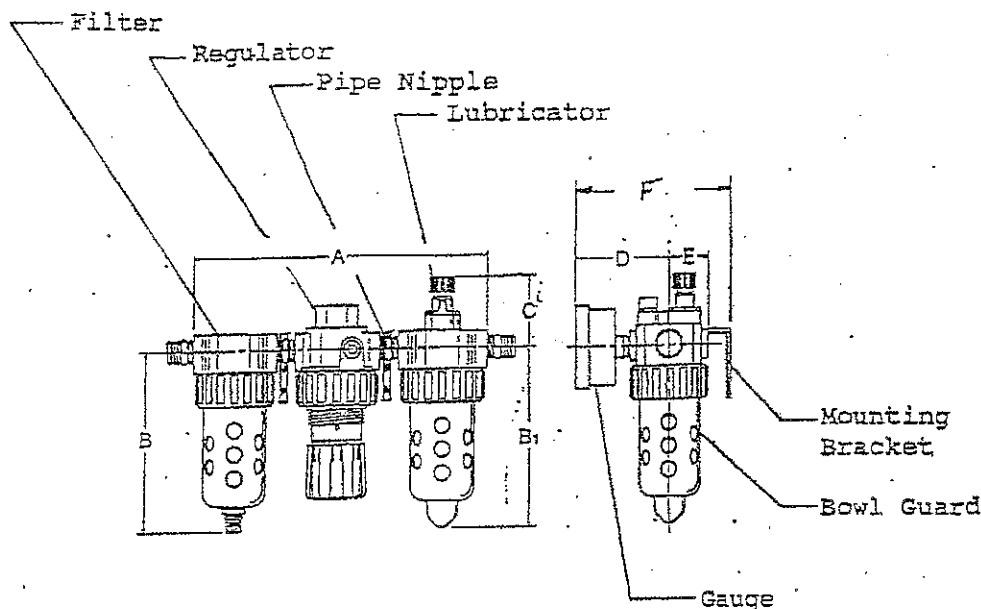 Filter
Regulator
Pipe Nipple
Lubricator
F
A
D
E
C
B
B1
Mounting
Bracket
Bowl Guard
Gauge